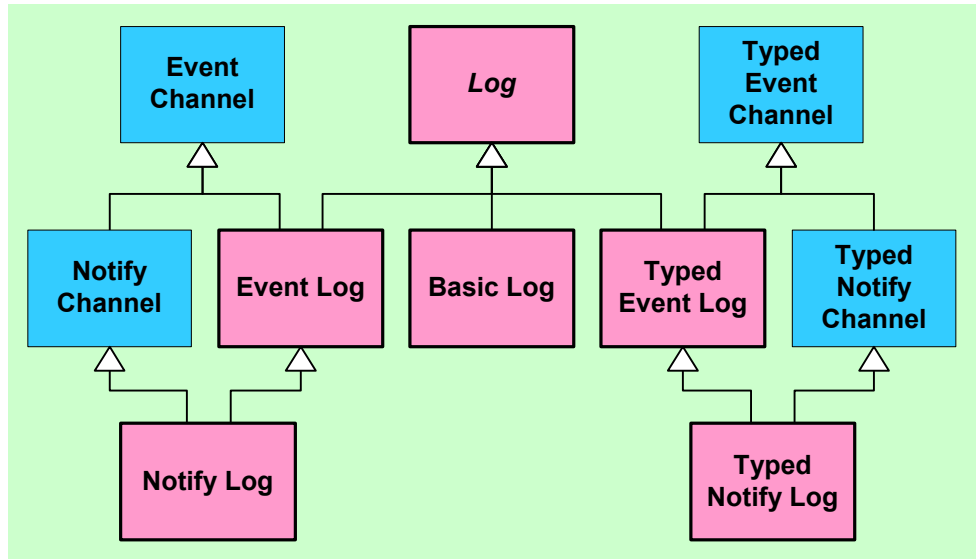 Event
Channel
Log
Typed
Event
Channel
Notify
Channel
Event Log
Basic Log
Typed
Event Log
Typed
Notify
Channel
Notify Log
Typed
Notify Log